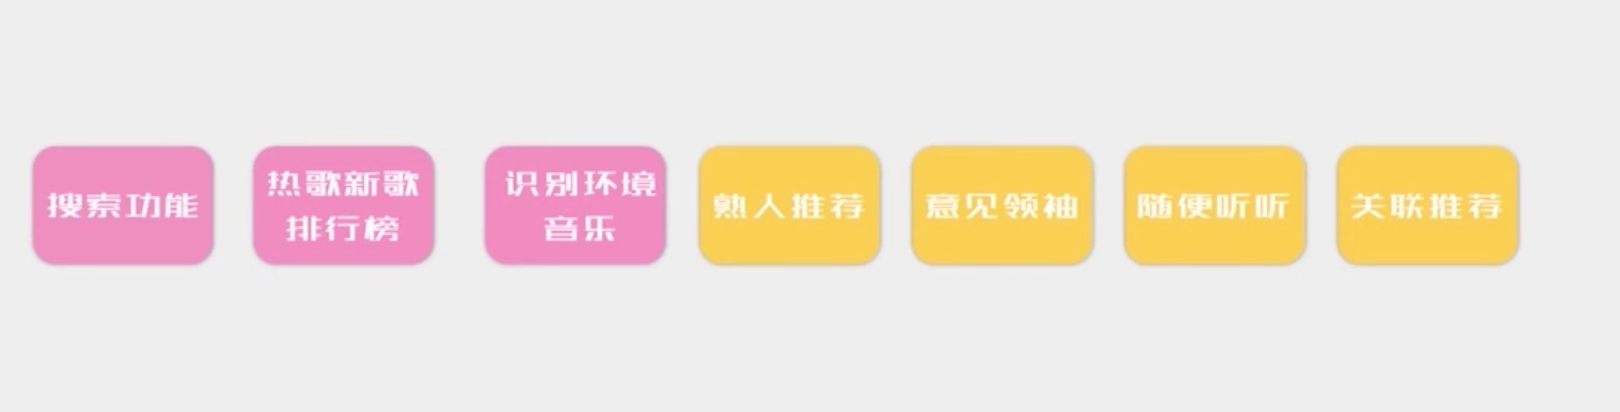 搜索功能
热歌新歌
排行榜
识别环境
音乐
熟人推荐
意见领袖
随便听听
关联推荐